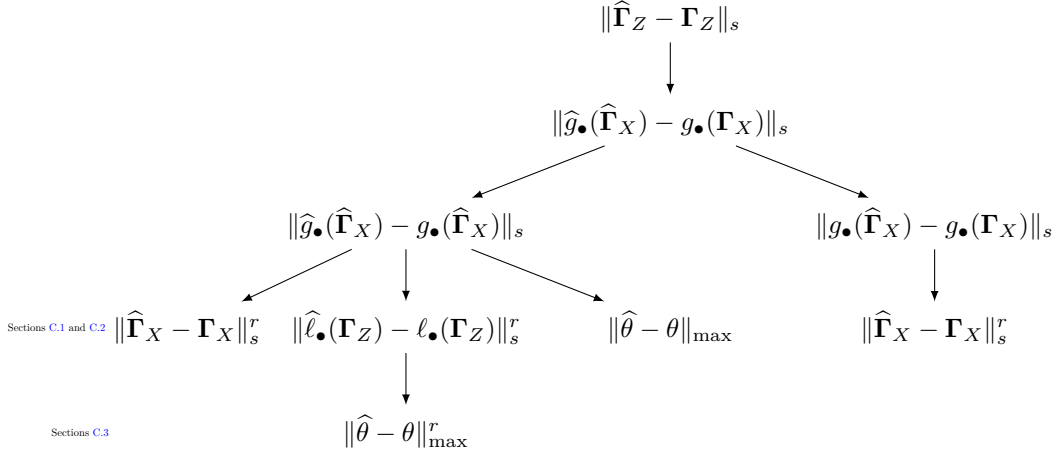 ‖Γ̂_Z − Γ_Z‖_s
‖ĝ_•(Γ̂_X) − g_•(Γ_X)‖_s
‖ĝ_•(Γ̂_X) − g_•(Γ̂_X)‖_s ‖g_•(Γ̂_X) − g_•(Γ_X)‖_s
Sections C.1 and C.2 ‖Γ̂_X − Γ_X‖_s^r ‖ℓ̂_•(Γ_Z) − ℓ_•(Γ_Z)‖_s^r ‖θ̂ − θ‖_max ‖Γ̂_X − Γ_X‖_s^r
Sections C.3 ‖θ̂ − θ‖_max^r